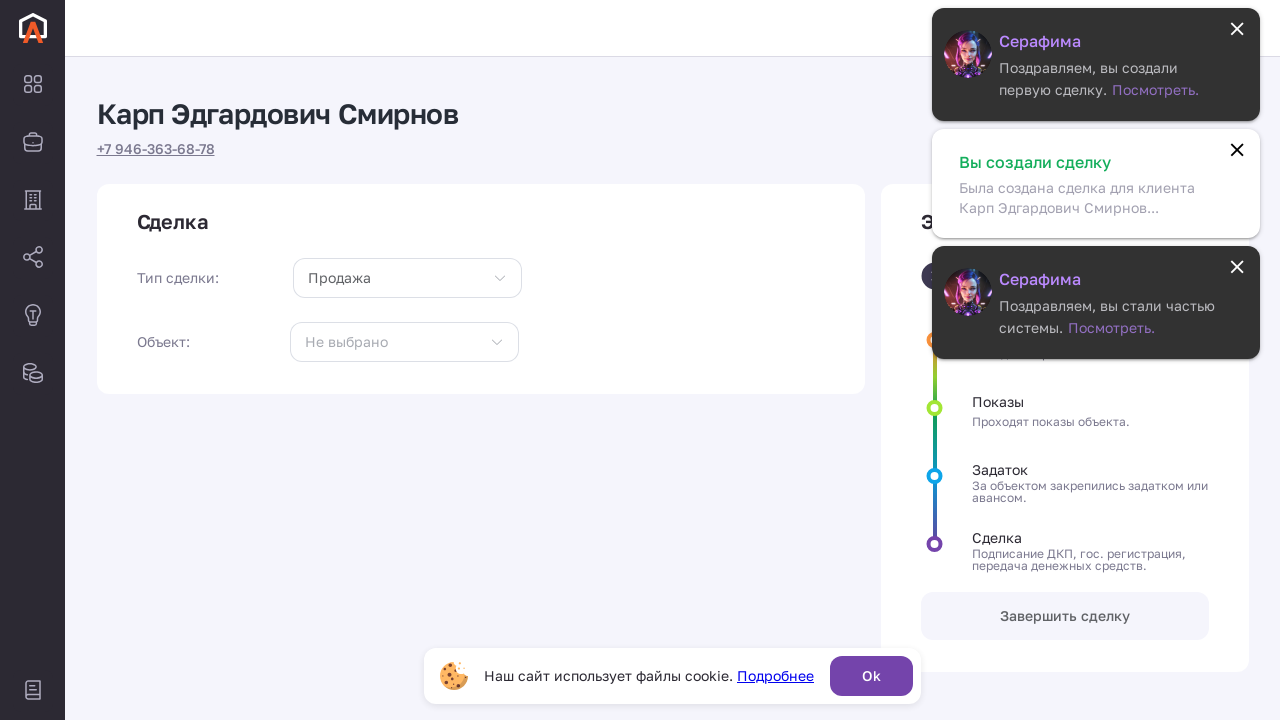 Карп Эдгардович Смирнов
+7 946-363-68-78
Сделка
Тип сделки:
Продажа
Объект:
Не выбрано
Показы
Проходят показы объекта.
Задаток
За объектом закрепились задатком или
авансом.
Сделка
Подписание ДКП, гос. регистрация,
передача денежных средств.
Завершить сделку
Серафима
Поздравляем, вы создали
первую сделку. Посмотреть.
Вы создали сделку
Была создана сделка для клиента
Карп Эдгардович Смирнов...
Серафима
Поздравляем, вы стали частью
системы. Посмотреть.
Наш сайт использует файлы cookie. Подробнее
Ok